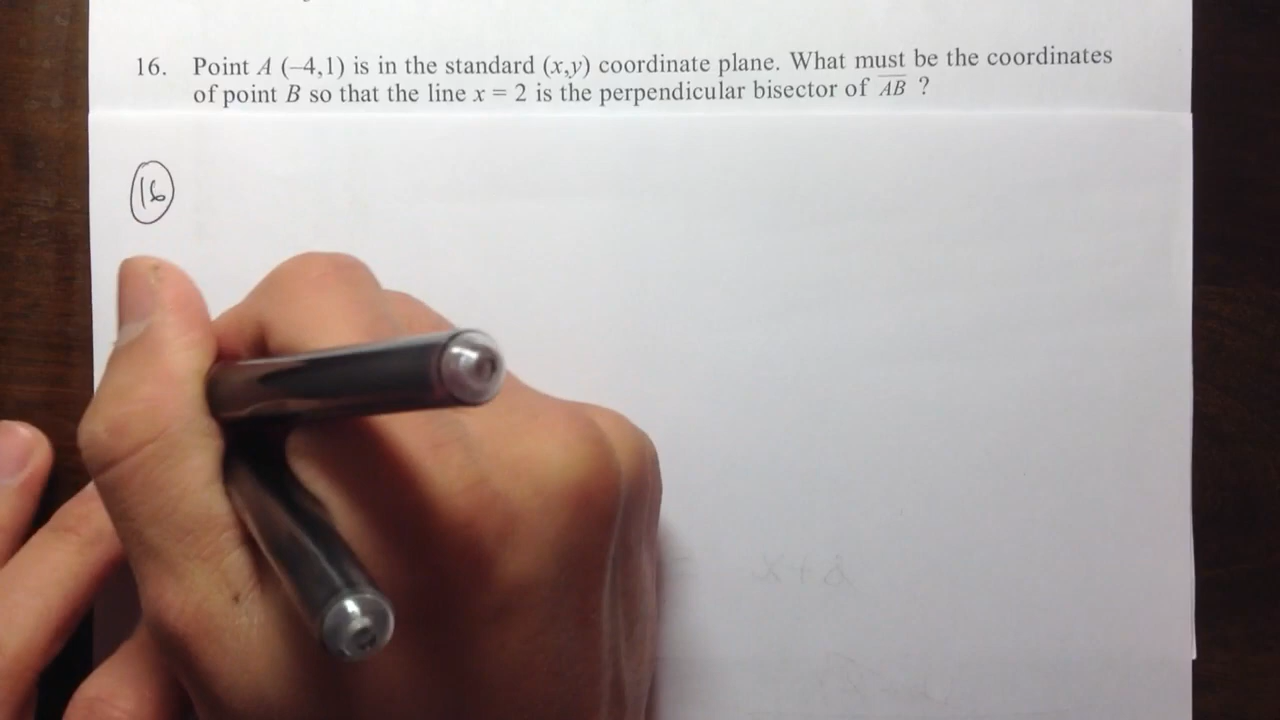 16. Point A (–4,1) is in the standard (x,y) coordinate plane. What must be the coordinates
of point B so that the line x = 2 is the perpendicular bisector of AB ?
16
x+2